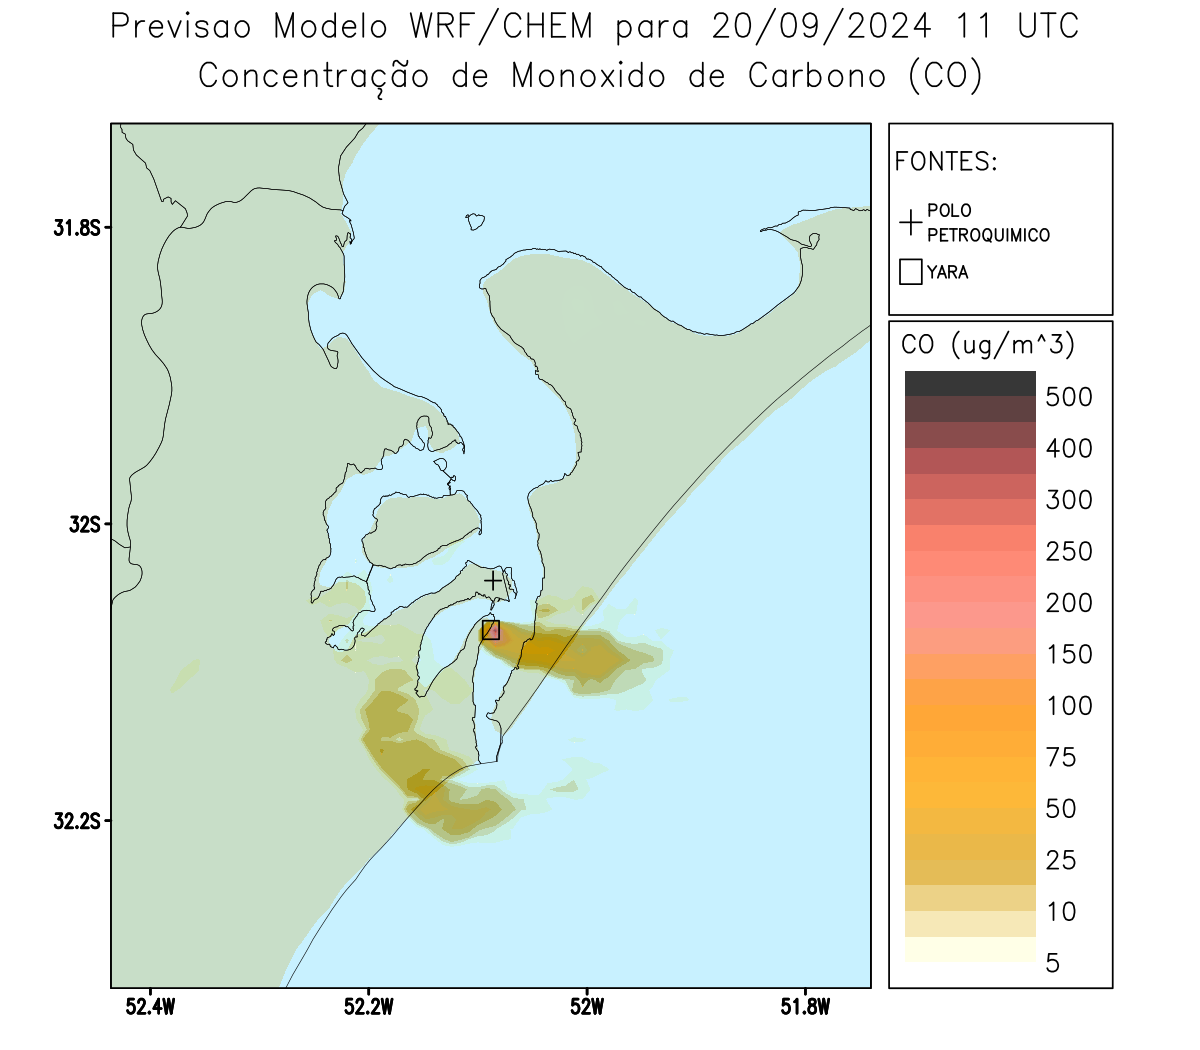 Previsao Modelo WRF/CHEM para 20/09/2024 11 UTC
Concentração de Monoxido de Carbono (CO)
FONTES:
POLO
PETROQUIMICO
YARA
CO (ug/m^3)
500
400
300
250
200
150
100
75
50
25
10
5
31.8S
32S
32.2S
52.4W
52.2W
52W
51.8W